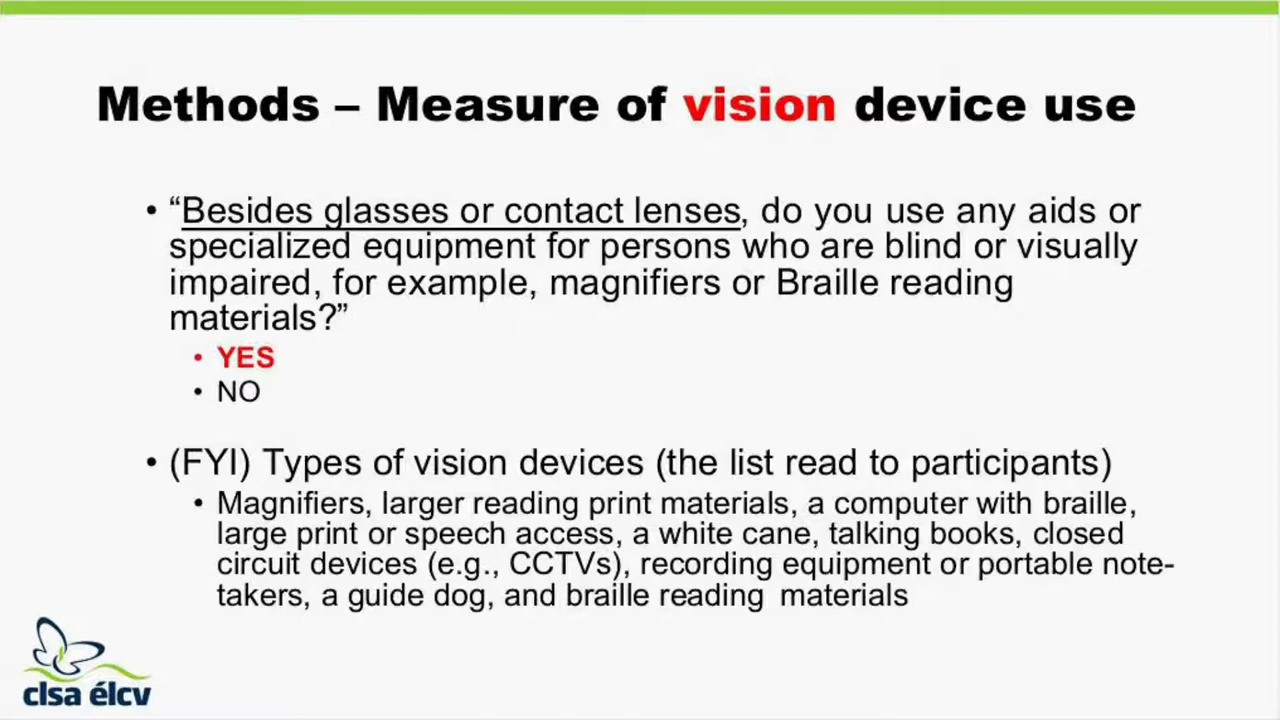 Methods – Measure of vision device use
• “Besides glasses or contact lenses, do you use any aids or
specialized equipment for persons who are blind or visually
impaired, for example, magnifiers or Braille reading
materials?”
• YES
• NO
• (FYI) Types of vision devices (the list read to participants)
• Magnifiers, larger reading print materials, a computer with braille,
large print or speech access, a white cane, talking books, closed
circuit devices (e.g., CCTVs), recording equipment or portable note-
takers, a guide dog, and braille reading materials
clsa élcv